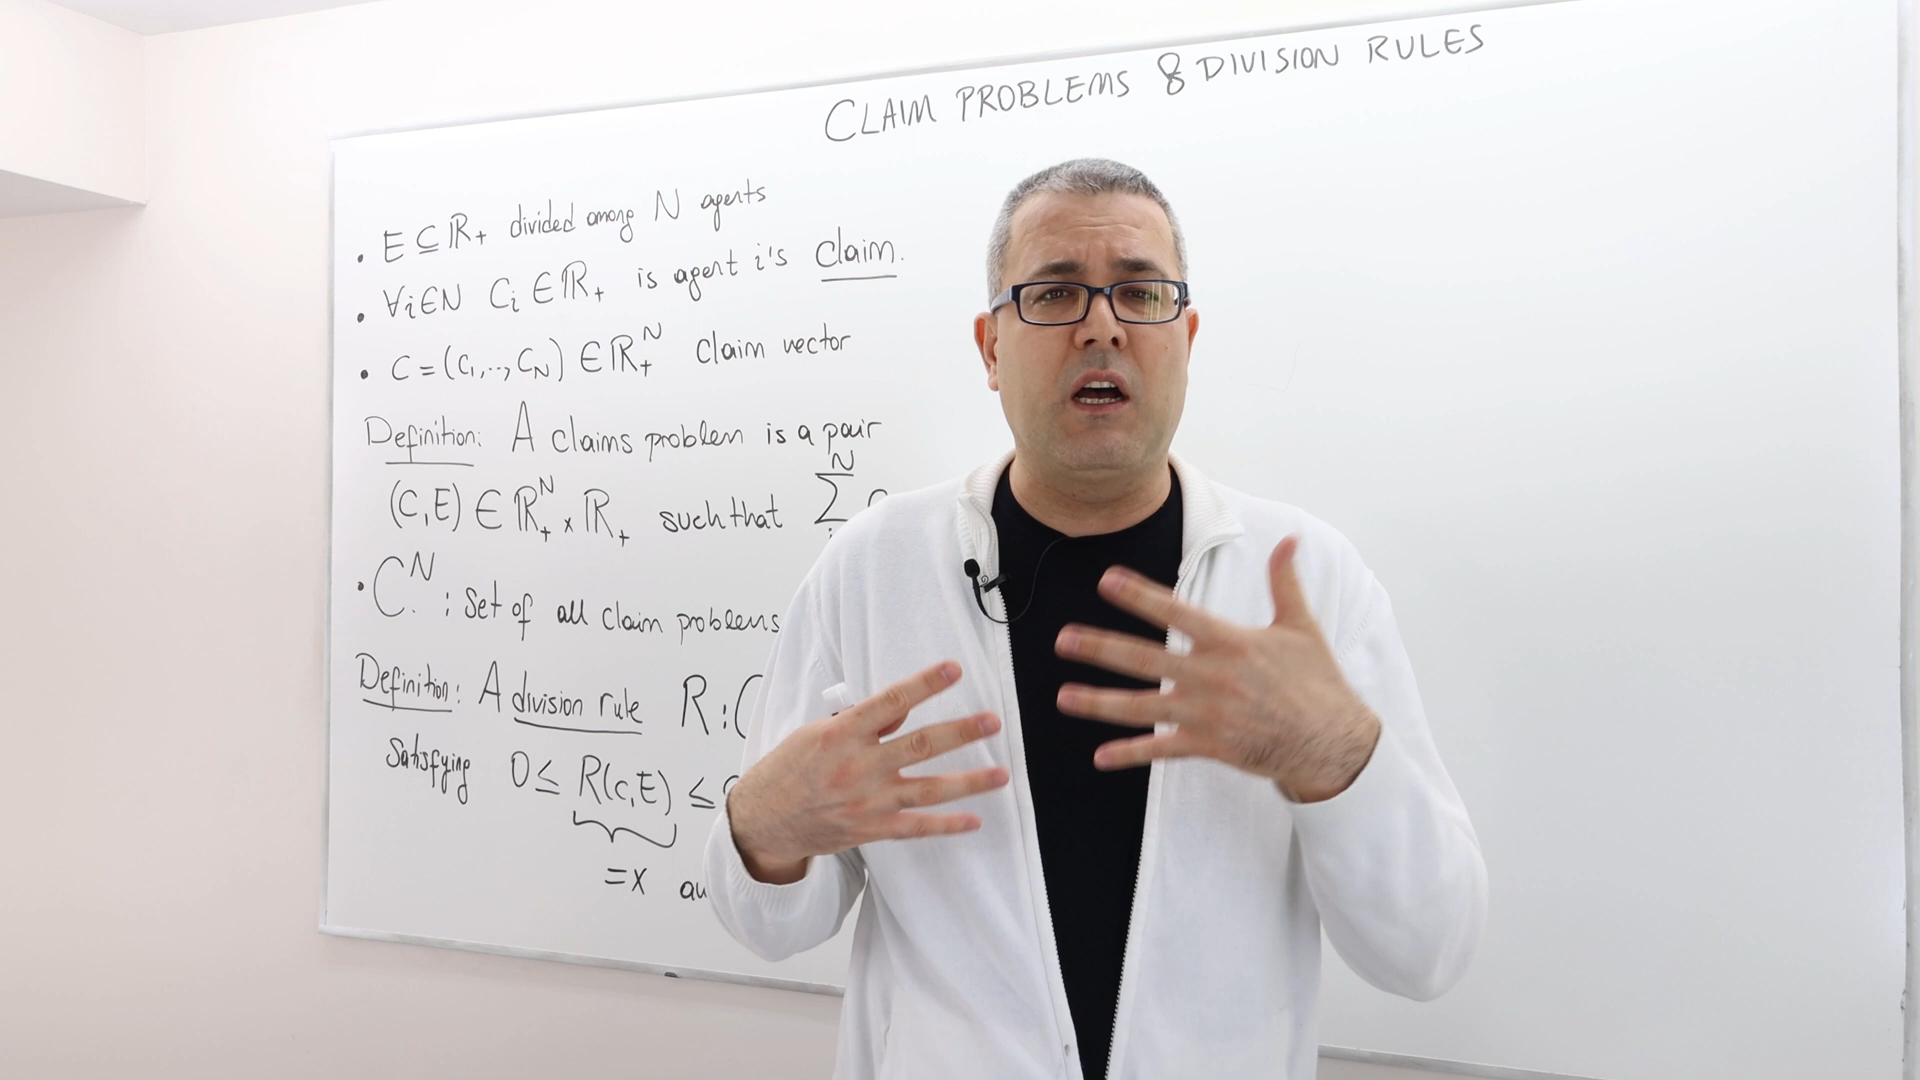 CLAIM PROBLEMS & DIVISION RULES
• E ⊆ ℝ₊ divided among N agents
• ∀i∈N Cᵢ ∈ ℝ₊ is agent i's claim.
• C = (C₁,..., C_N) ∈ ℝ₊ᴺ claim vector
Definition: A claims problem is a pair
(C,E) ∈ ℝ₊ᴺ × ℝ₊ such that ∑ᴺ
• Cᴺ : set of all claim problems
Definition: A division rule R : C
Satisfying 0 ≤ R(c,E) ≤
= x